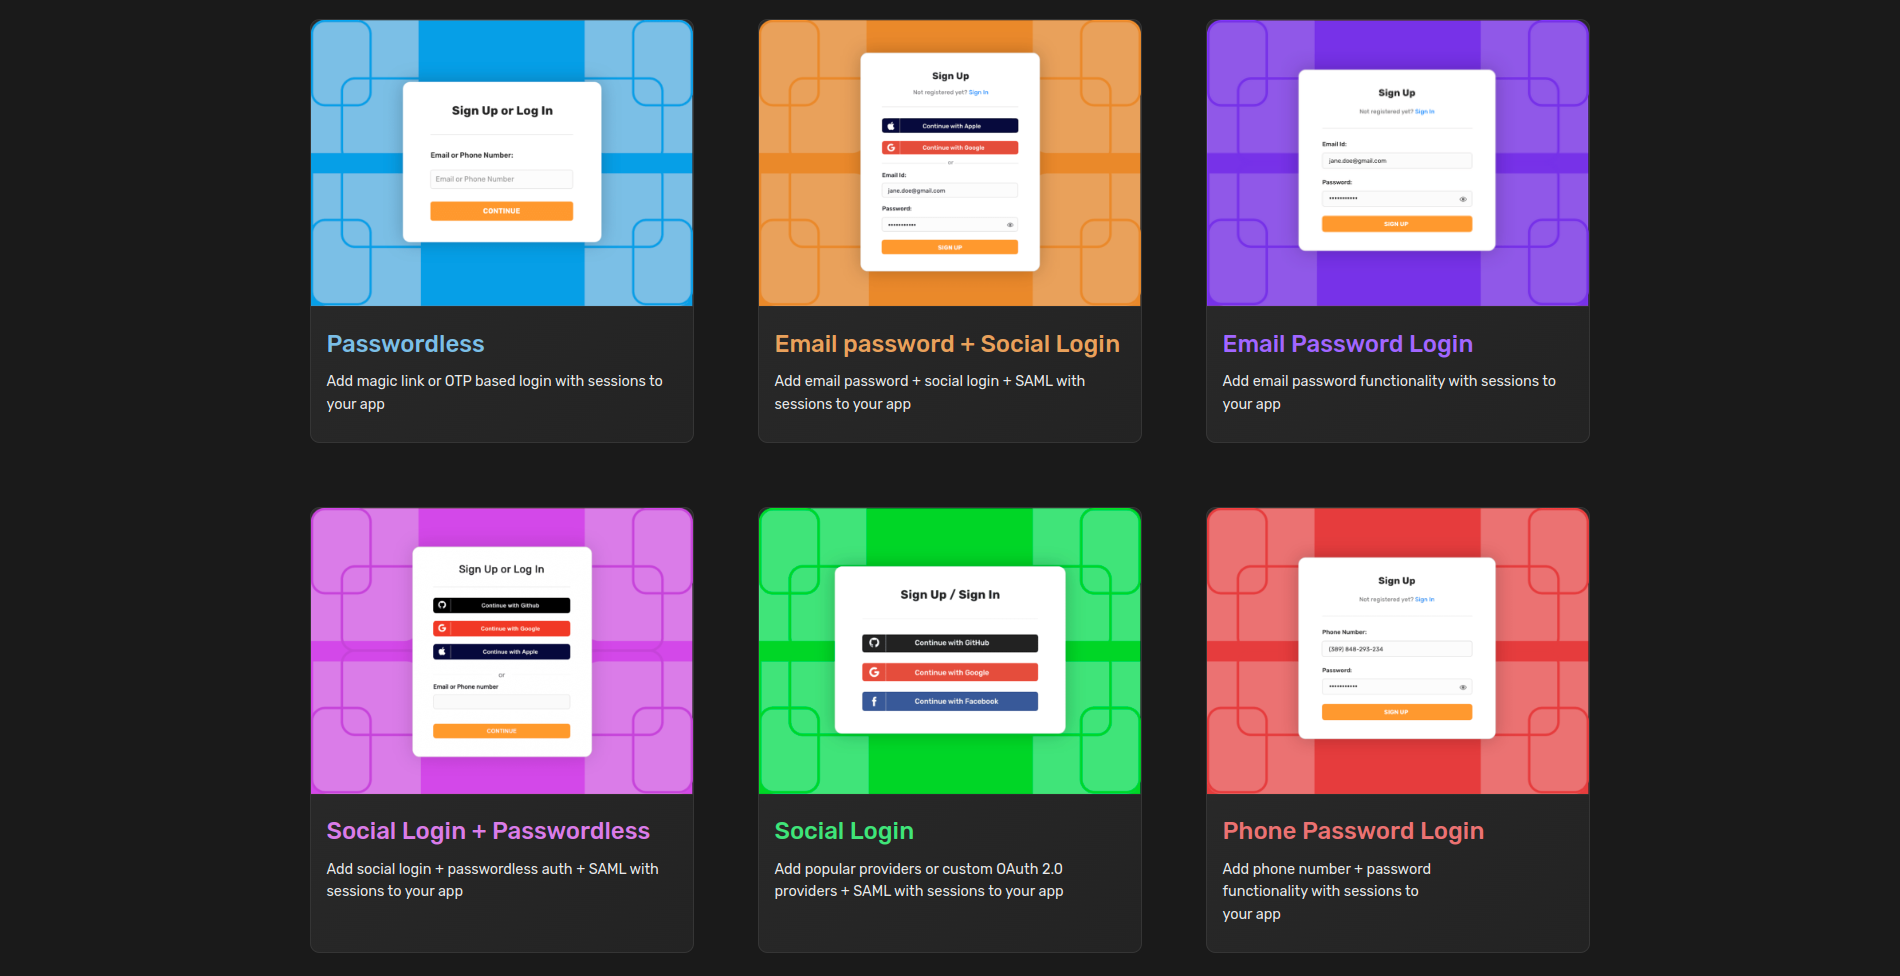 Sign Up or Log In
Email or Phone Number:
Email or Phone Number
CONTINUE
Passwordless
Add magic link or OTP based login with sessions to
your app
Sign Up
Not registered yet? Sign In
Continue with Apple
Continue with Google
or
Email Id:
jane.doe@gmail.com
Password:
SIGN UP
Email password + Social Login
Add email password + social login + SAML with
sessions to your app
Sign Up
Not registered yet? Sign In
Email Id:
jane.doe@gmail.com
Password:
SIGN UP
Email Password Login
Add email password functionality with sessions to
your app
Sign Up or Log In
Continue with Github
Continue with Google
Continue with Apple
or
Email or Phone number
CONTINUE
Social Login + Passwordless
Add social login + passwordless auth + SAML with
sessions to your app
Sign Up / Sign In
Continue with GitHub
Continue with Google
Continue with Facebook
Social Login
Add popular providers or custom OAuth 2.0
providers + SAML with sessions to your app
Sign Up
Not registered yet? Sign In
Phone Number:
(389) 848-293-234
Password:
SIGN UP
Phone Password Login
Add phone number + password
functionality with sessions to
your app